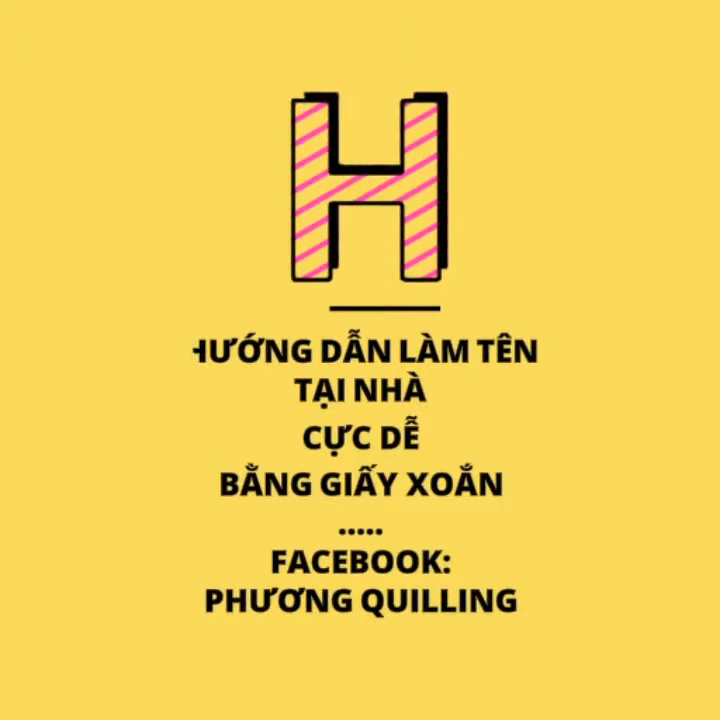 H
HƯỚNG DẪN LÀM TÊN
TẠI NHÀ
CỰC DỄ
BẰNG GIẤY XOẮN
.....
FACEBOOK:
PHƯƠNG QUILLING